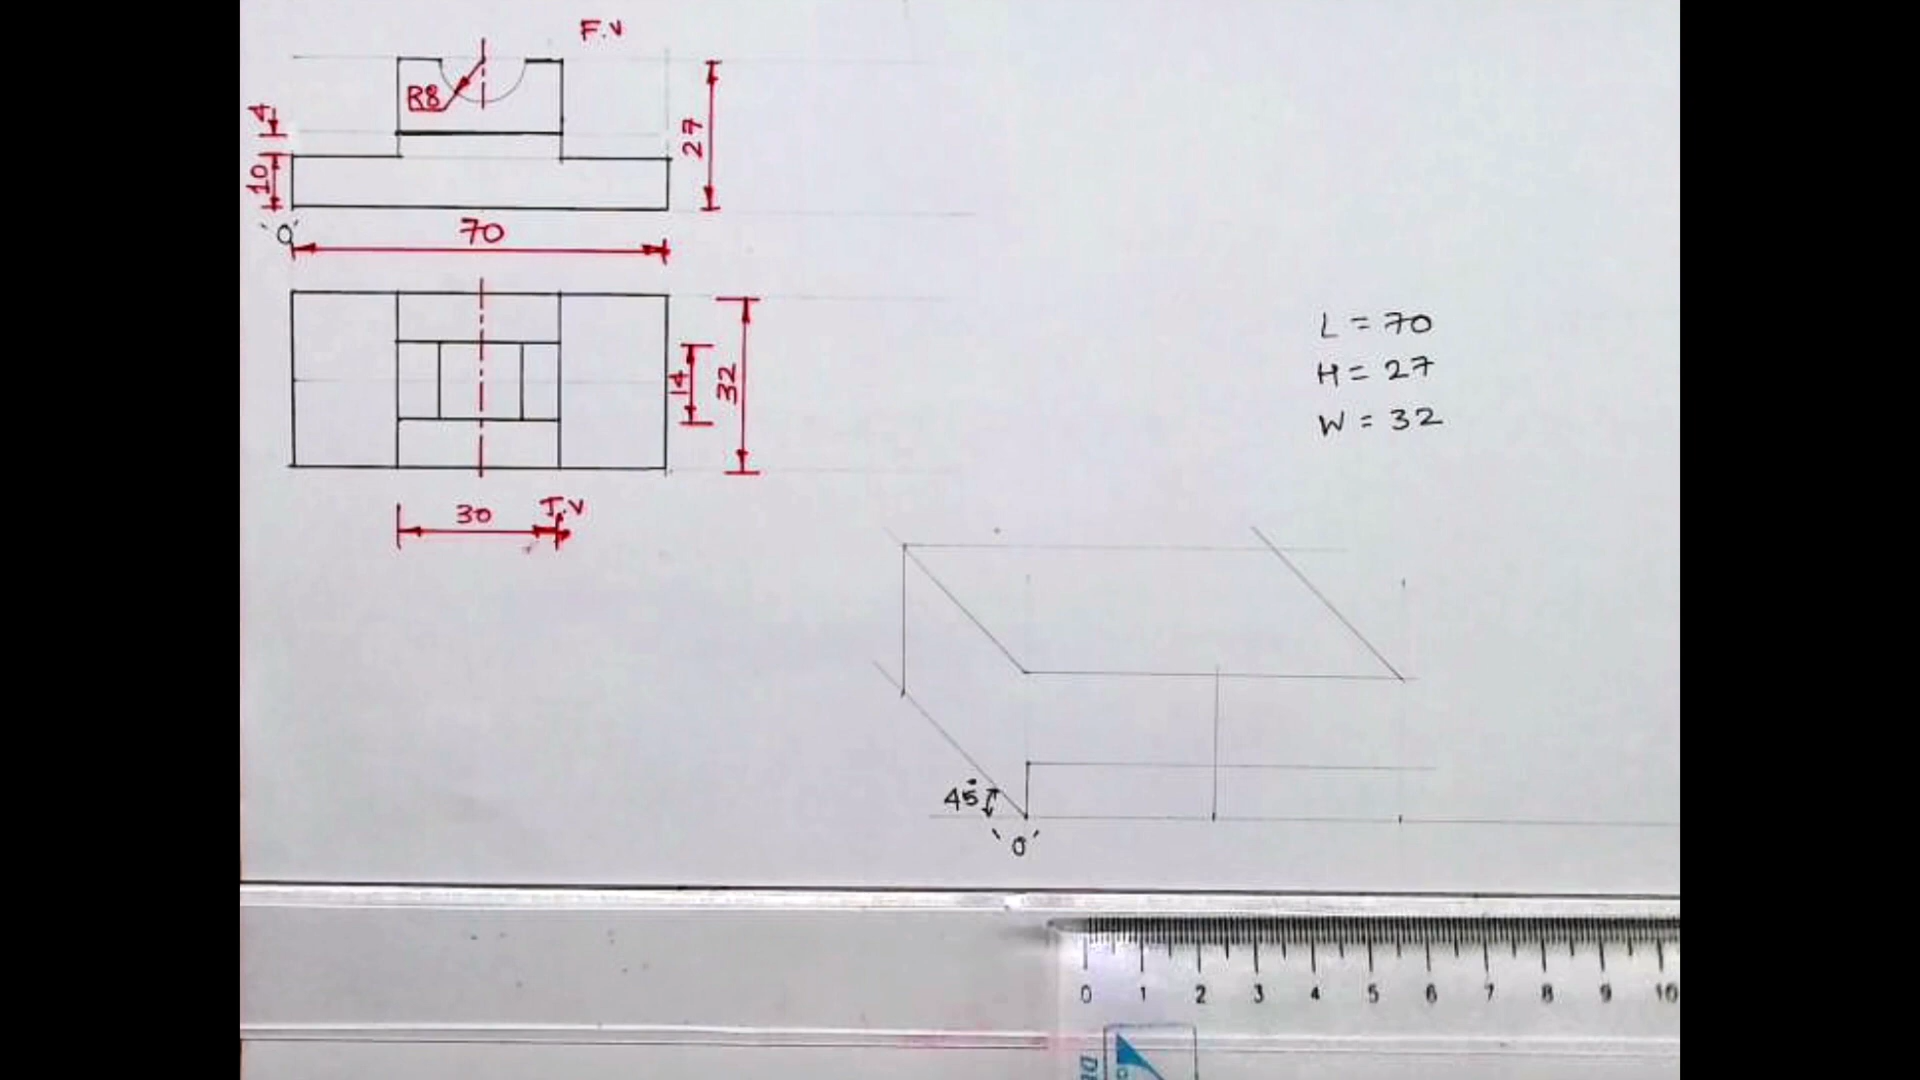 F.V
R8
4
27
10
'O'
70
14
32
30
T.V
L = 70
H = 27
W = 32
45°
'O'
0 1 2 3 4 5 6 7 8 9 10